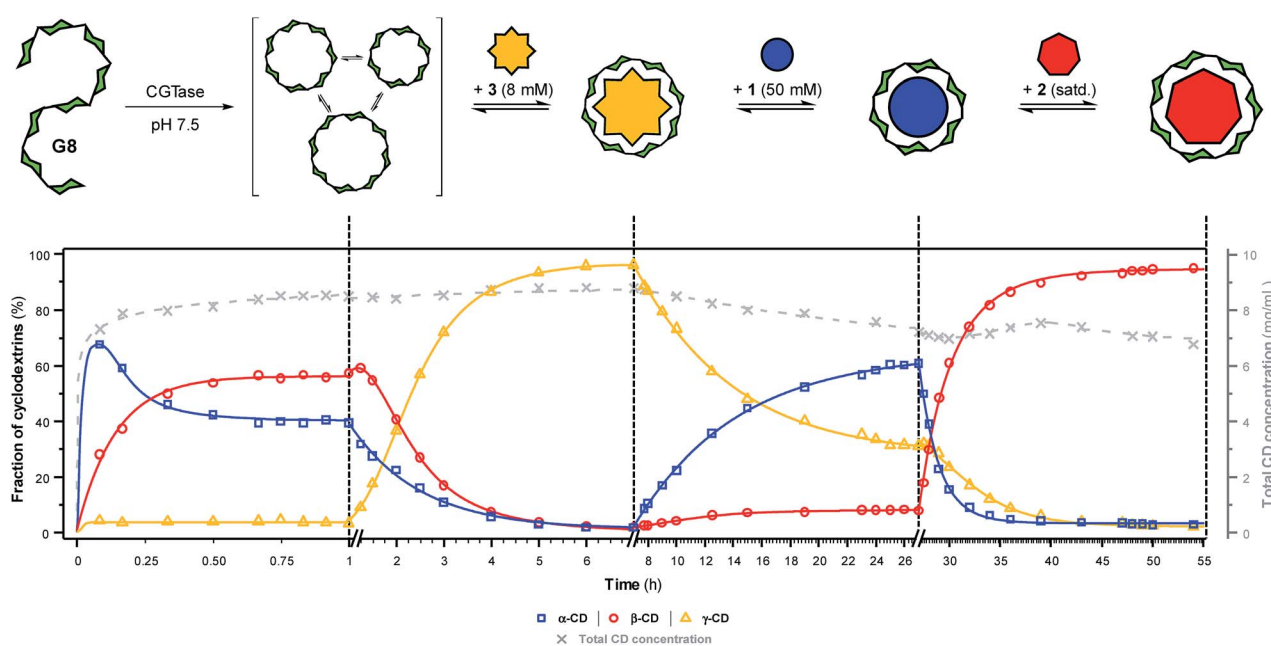 G8
CGTase
pH 7.5
+ 3 (8 mM)
+ 1 (50 mM)
+ 2 (satd.)
Fraction of cyclodextrins (%)
100
80
60
40
20
0
10
8
6
4
2
0
Total CD concentration (mg/mL)
0 0.25 0.5 0.75 1 2 3 4 5 6 8 10 12 14 16 18 20 22 24 26 30 35 40 45 50 55
Time (h)
α-CD | β-CD | γ-CD
Total CD concentration